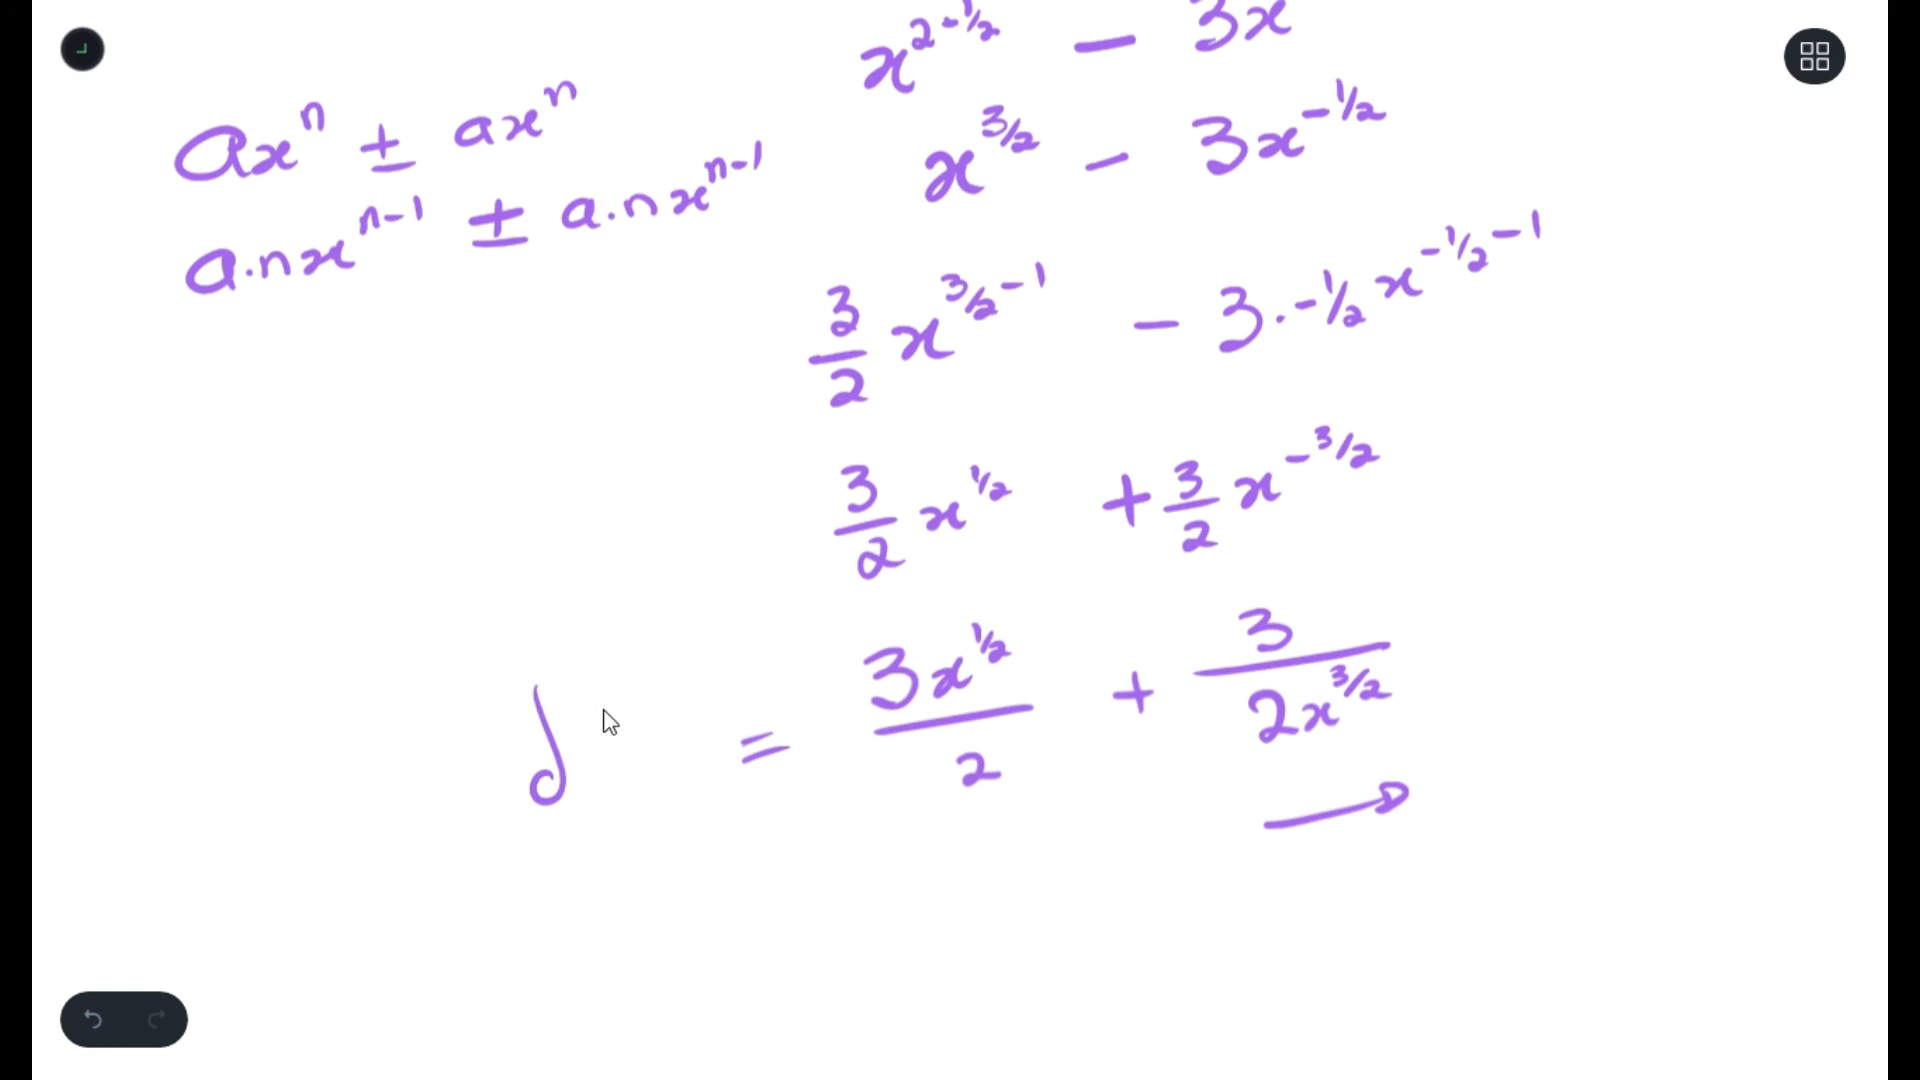 x^{2-1/2} - 3x
ax^n ± ax^n
a.nx^{n-1} ± a.nx^{n-1}
x^{3/2} - 3x^{-1/2}
3/2 x^{3/2-1} - 3.-1/2 x^{-1/2-1}
3/2 x^{1/2} + 3/2 x^{-3/2}
= 3x^{1/2}/2 + 3/2x^{3/2}